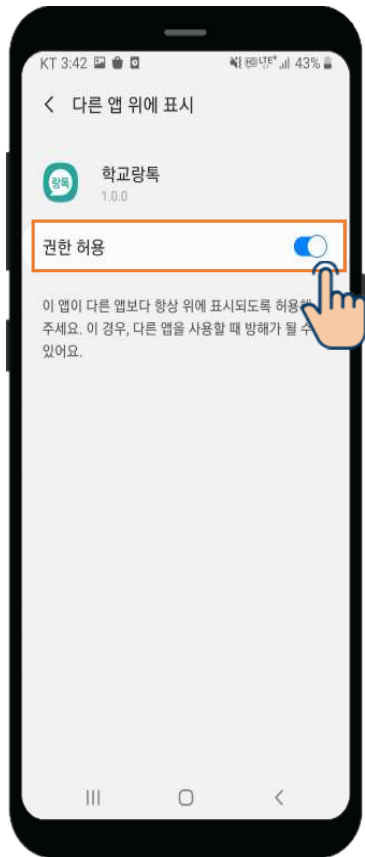 KT 3:42 43%
다른 앱 위에 표시
랑톡
학교랑톡
1.0.0
권한 허용
이 앱이 다른 앱보다 항상 위에 표시되도록
주세요. 이 경우, 다른 앱을 사용할 때 방해가 될 수
있어요.